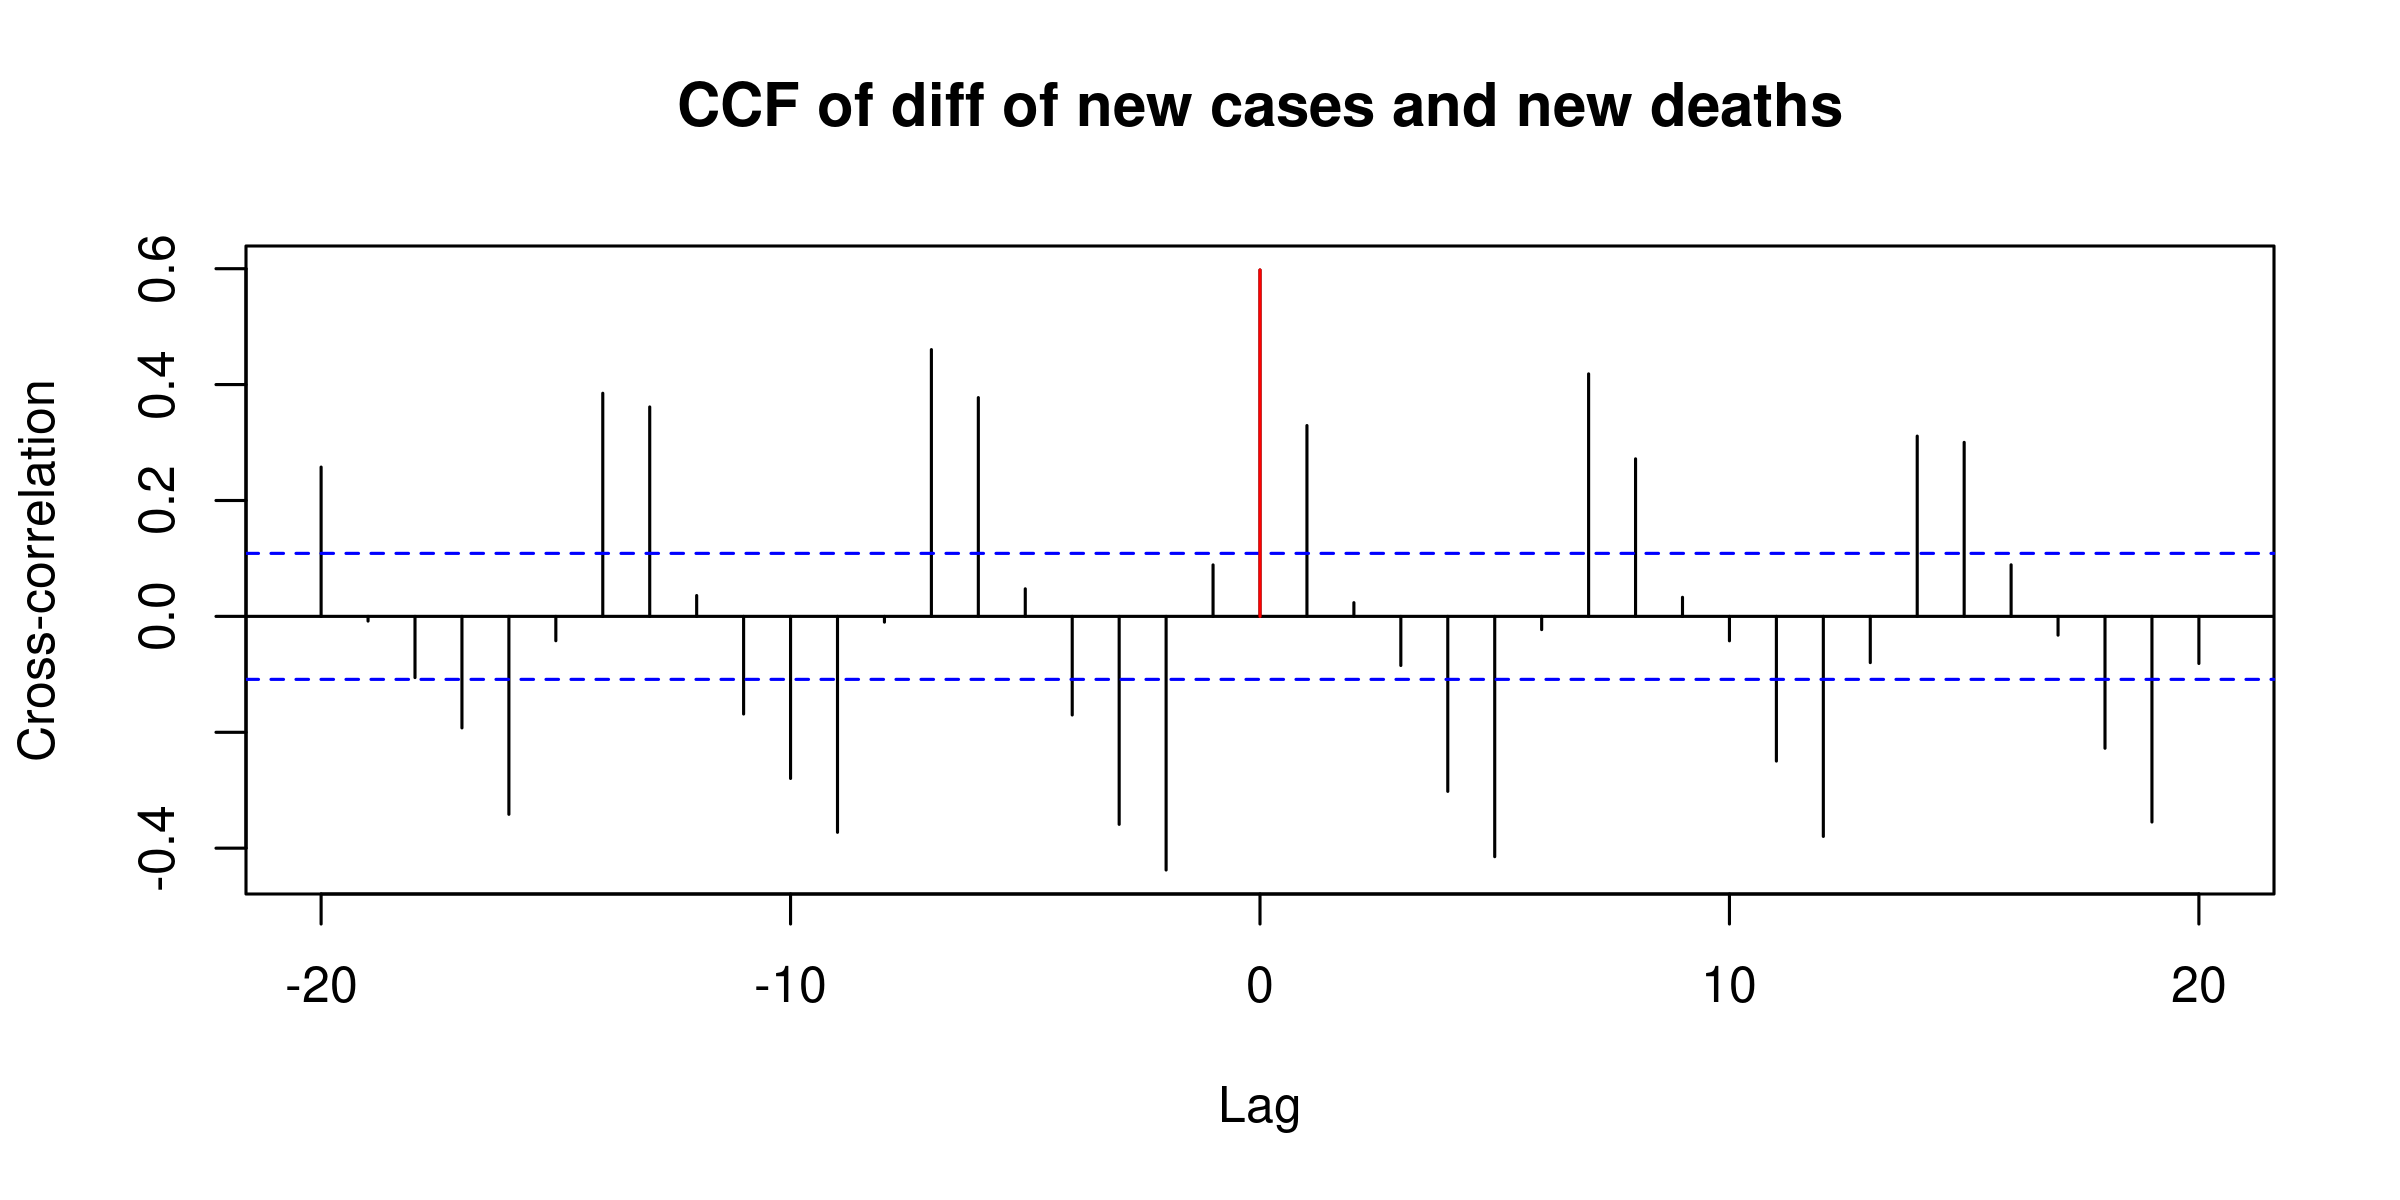 CCF of diff of new cases and new deaths
Cross-correlation
0.6
0.4
0.2
0.0
-0.4
-20 -10 0 10 20
Lag